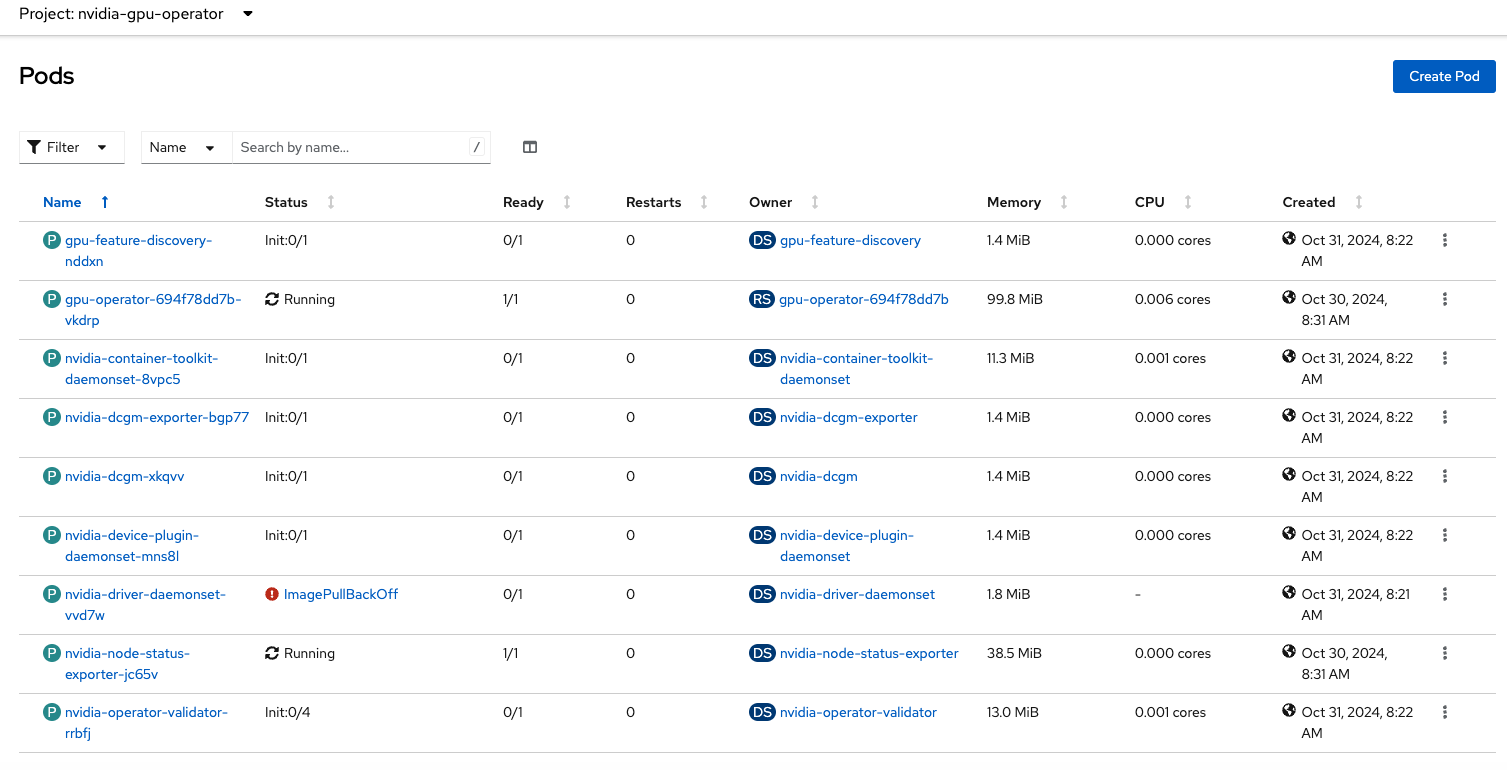 Project: nvidia-gpu-operator
Pods
Create Pod
Filter Name Search by name... /
Name Status Ready Restarts Owner Memory CPU Created
P gpu-feature-discovery- Init:0/1 0/1 0 DS gpu-feature-discovery 1.4 MiB 0.000 cores Oct 31, 2024, 8:22
nddxn AM
P gpu-operator-694f78dd7b- Running 1/1 0 RS gpu-operator-694f78dd7b 99.8 MiB 0.006 cores Oct 30, 2024,
vkdrp 8:31 AM
P nvidia-container-toolkit- Init:0/1 0/1 0 DS nvidia-container-toolkit- 11.3 MiB 0.001 cores Oct 31, 2024, 8:22
daemonset-8vpc5 daemonset AM
P nvidia-dcgm-exporter-bgp77 Init:0/1 0/1 0 DS nvidia-dcgm-exporter 1.4 MiB 0.000 cores Oct 31, 2024, 8:22
AM
P nvidia-dcgm-xkqvv Init:0/1 0/1 0 DS nvidia-dcgm 1.4 MiB 0.000 cores Oct 31, 2024, 8:22
AM
P nvidia-device-plugin- Init:0/1 0/1 0 DS nvidia-device-plugin- 1.4 MiB 0.000 cores Oct 31, 2024, 8:22
daemonset-mns8l daemonset AM
P nvidia-driver-daemonset- ImagePullBackOff 0/1 0 DS nvidia-driver-daemonset 1.8 MiB - Oct 31, 2024, 8:21
vvd7w AM
P nvidia-node-status- Running 1/1 0 DS nvidia-node-status-exporter 38.5 MiB 0.000 cores Oct 30, 2024,
exporter-jc65v 8:31 AM
P nvidia-operator-validator- Init:0/4 0/1 0 DS nvidia-operator-validator 13.0 MiB 0.001 cores Oct 31, 2024, 8:22
rrbfj AM